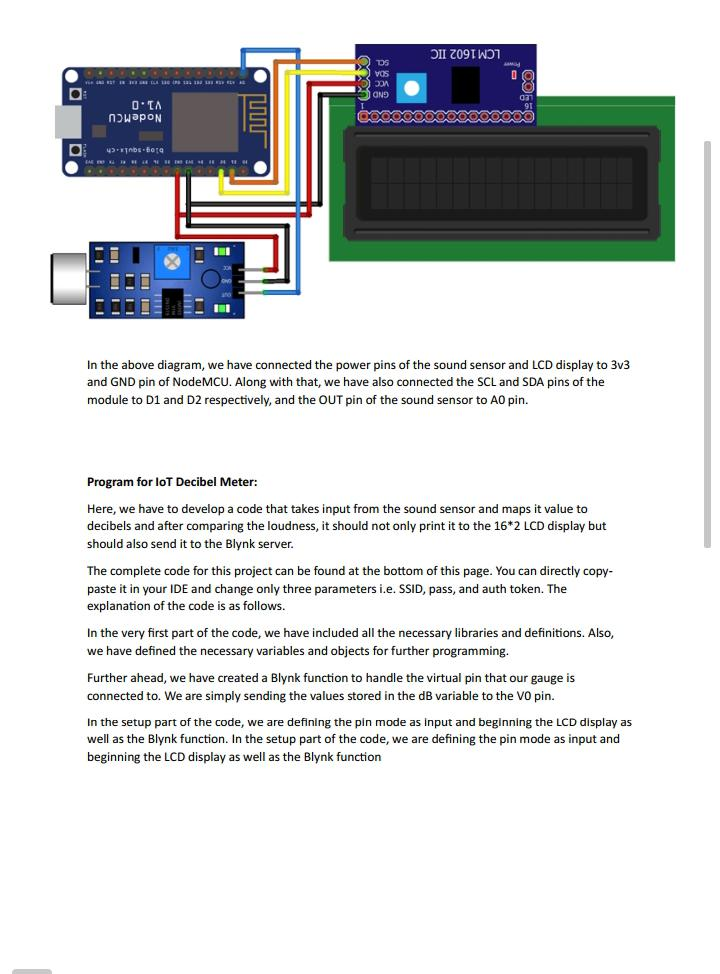 LCM1602 IIC
SCL
SDA
VCC
GND
Power
LED
1
16
NodeMCU
V1.0
blog.squix.ch
RST
FLASH
VCC
GND
OUT
In the above diagram, we have connected the power pins of the sound sensor and LCD display to 3v3
and GND pin of NodeMCU. Along with that, we have also connected the SCL and SDA pins of the
module to D1 and D2 respectively, and the OUT pin of the sound sensor to A0 pin.
Program for IoT Decibel Meter:
Here, we have to develop a code that takes input from the sound sensor and maps it value to
decibels and after comparing the loudness, it should not only print it to the 16*2 LCD display but
should also send it to the Blynk server.
The complete code for this project can be found at the bottom of this page. You can directly copy-
paste it in your IDE and change only three parameters i.e. SSID, pass, and auth token. The
explanation of the code is as follows.
In the very first part of the code, we have included all the necessary libraries and definitions. Also,
we have defined the necessary variables and objects for further programming.
Further ahead, we have created a Blynk function to handle the virtual pin that our gauge is
connected to. We are simply sending the values stored in the dB variable to the V0 pin.
In the setup part of the code, we are defining the pin mode as input and beginning the LCD display as
well as the Blynk function. In the setup part of the code, we are defining the pin mode as input and
beginning the LCD display as well as the Blynk function